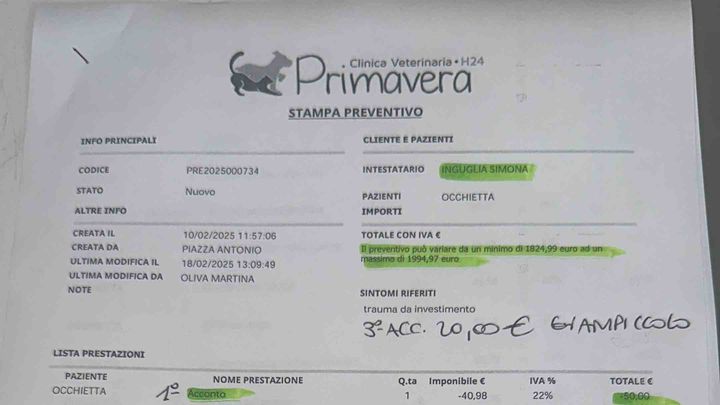 Clinica Veterinaria • H24
Primavera
STAMPA PREVENTIVO
INFO PRINCIPALI
CODICE PRE2025000734
STATO Nuovo
ALTRE INFO
CREATA IL 10/02/2025 11:57:06
CREATA DA PIAZZA ANTONIO
ULTIMA MODIFICA IL 18/02/2025 13:09:49
ULTIMA MODIFICA DA OLIVA MARTINA
NOTE
CLIENTE E PAZIENTI
INTESTATARIO INGUGLIA SIMONA
PAZIENTI OCCHIETTA
IMPORTI
TOTALE CON IVA €
Il preventivo può variare da un minimo di 1824,99 euro ad un
massimo di 1994,97 euro
SINTOMI RIFERITI
trauma da investimento
3° ACC. 20,00 € GIAMPICCOLO
LISTA PRESTAZIONI
PAZIENTE NOME PRESTAZIONE Q.ta Imponibile € IVA % TOTALE €
OCCHIETTA 1° Acconto 1 -40,98 22% -50,00